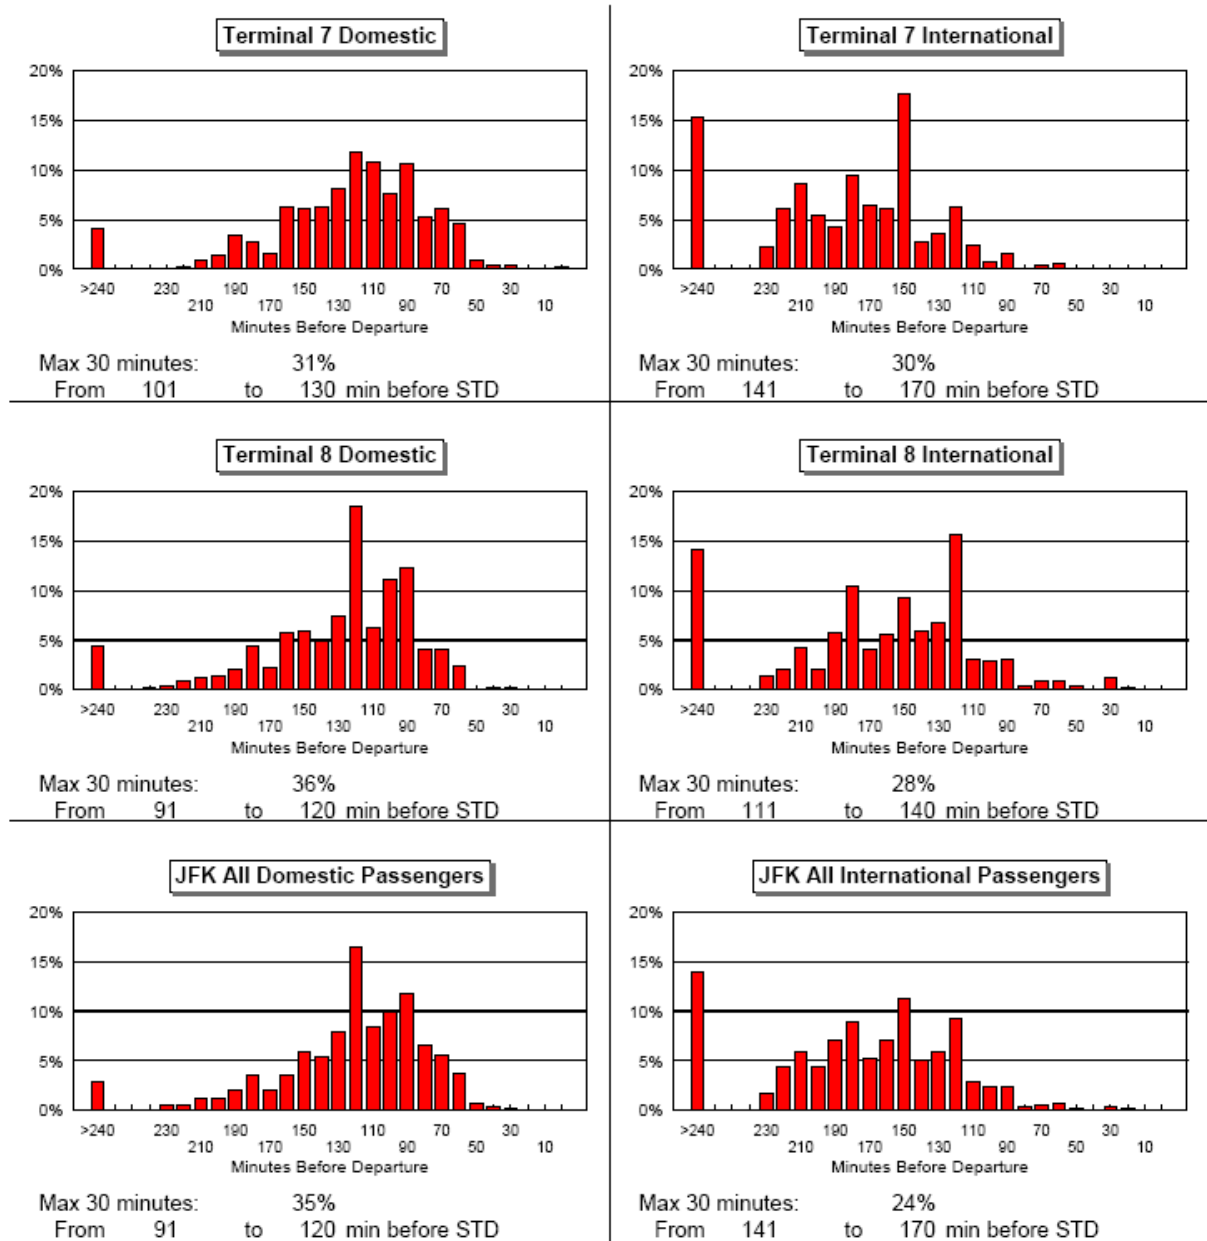 Terminal 7 Domestic
20%
15%
10%
5%
0%
>240 230 190 150 110 70 30
210 170 130 90 50 10
Minutes Before Departure
Max 30 minutes: 31%
From 101 to 130 min before STD
Terminal 7 International
20%
15%
10%
5%
0%
>240 230 190 150 110 70 30
210 170 130 90 50 10
Minutes Before Departure
Max 30 minutes: 30%
From 141 to 170 min before STD
Terminal 8 Domestic
20%
15%
10%
5%
0%
>240 230 190 150 110 70 30
210 170 130 90 50 10
Minutes Before Departure
Max 30 minutes: 36%
From 91 to 120 min before STD
Terminal 8 International
20%
15%
10%
5%
0%
>240 230 190 150 110 70 30
210 170 130 90 50 10
Minutes Before Departure
Max 30 minutes: 28%
From 111 to 140 min before STD
JFK All Domestic Passengers
20%
15%
10%
5%
0%
>240 230 190 150 110 70 30
210 170 130 90 50 10
Minutes Before Departure
Max 30 minutes: 35%
From 91 to 120 min before STD
JFK All International Passengers
20%
15%
10%
5%
0%
>240 230 190 150 110 70 30
210 170 130 90 50 10
Minutes Before Departure
Max 30 minutes: 24%
From 141 to 170 min before STD